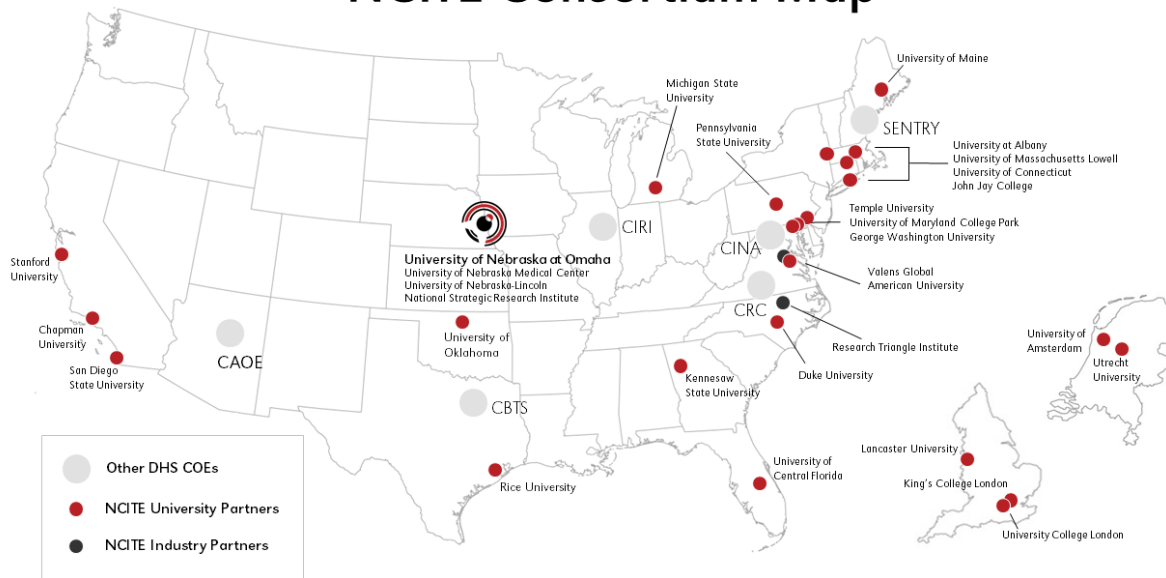 NCITE Consortium Map
University of Maine
Michigan State
University
Pennsylvania
State University
SENTRY
University at Albany
University of Massachusetts Lowell
University of Connecticut
John Jay College
Temple University
University of Maryland College Park
George Washington University
CIRI
CINA
University of Nebraska at Omaha
University of Nebraska Medical Center
University of Nebraska-Lincoln
National Strategic Research Institute
Valens Global
American University
Stanford
University
CRC
Chapman
University
University of
Oklahoma
Research Triangle Institute
University of
Amsterdam
Utrecht
University
CAOE
San Diego
State University
Kennesaw
State University
Duke University
CBTS
Lancaster University
University of
Central Florida
King's College London
Rice University
University College London
Other DHS COEs
NCITE University Partners
NCITE Industry Partners